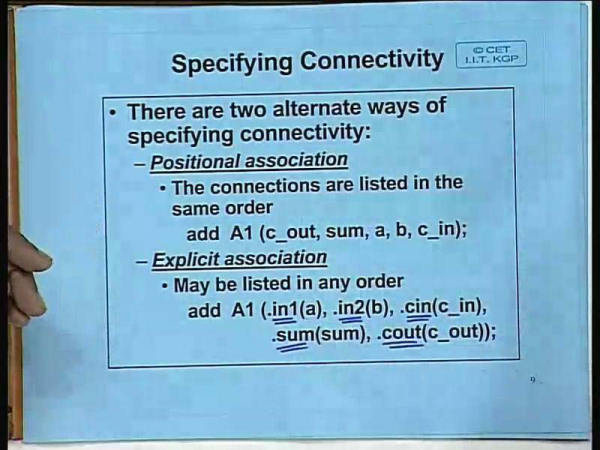 Specifying Connectivity
© CET
I.I.T. KGP
• There are two alternate ways of
specifying connectivity:
– Positional association
• The connections are listed in the
same order
add A1 (c_out, sum, a, b, c_in);
– Explicit association
• May be listed in any order
add A1 (.in1(a), .in2(b), .cin(c_in),
.sum(sum), .cout(c_out));
9